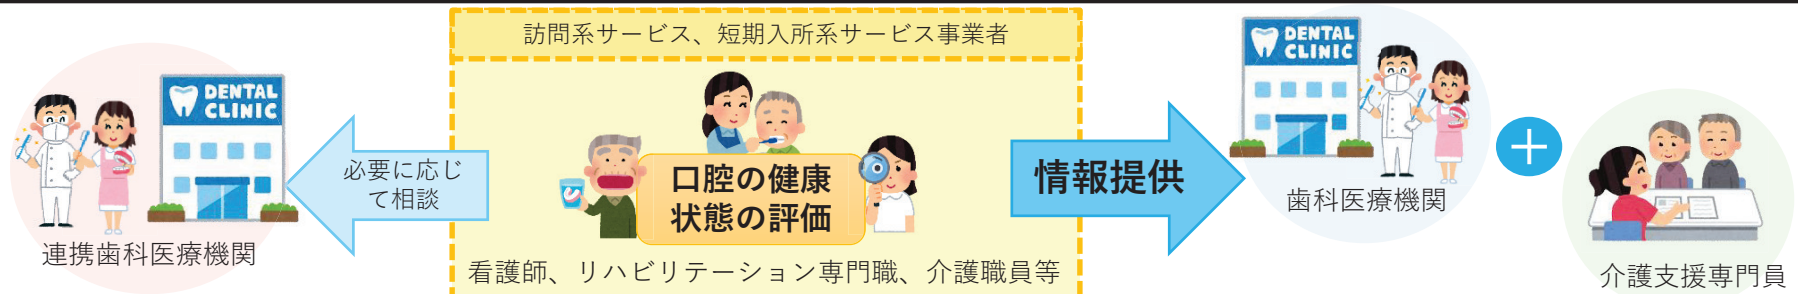 訪問系サービス、短期入所系サービス事業者
DENTAL
CLINIC
必要に応じ
て相談
連携歯科医療機関
口腔の健康
状態の評価
看護師、リハビリテーション専門職、介護職員等
情報提供
DENTAL
CLINIC
歯科医療機関
+
介護支援専門員